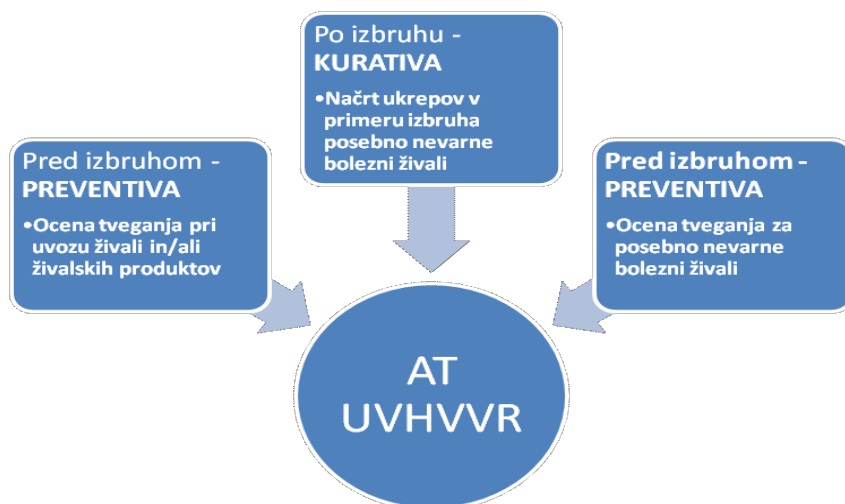 Po izbruhu -
KURATIVA
•Načrt ukrepov v
primeru izbruha
posebno nevarne
bolezni živali
Pred izbruhom -
PREVENTIVA
•Ocena tveganja pri
uvozu živali in/ali
živalskih produktov
Pred izbruhom -
PREVENTIVA
•Ocena tveganja za
posebno nevarne
bolezni živali
AT
UVHVVR